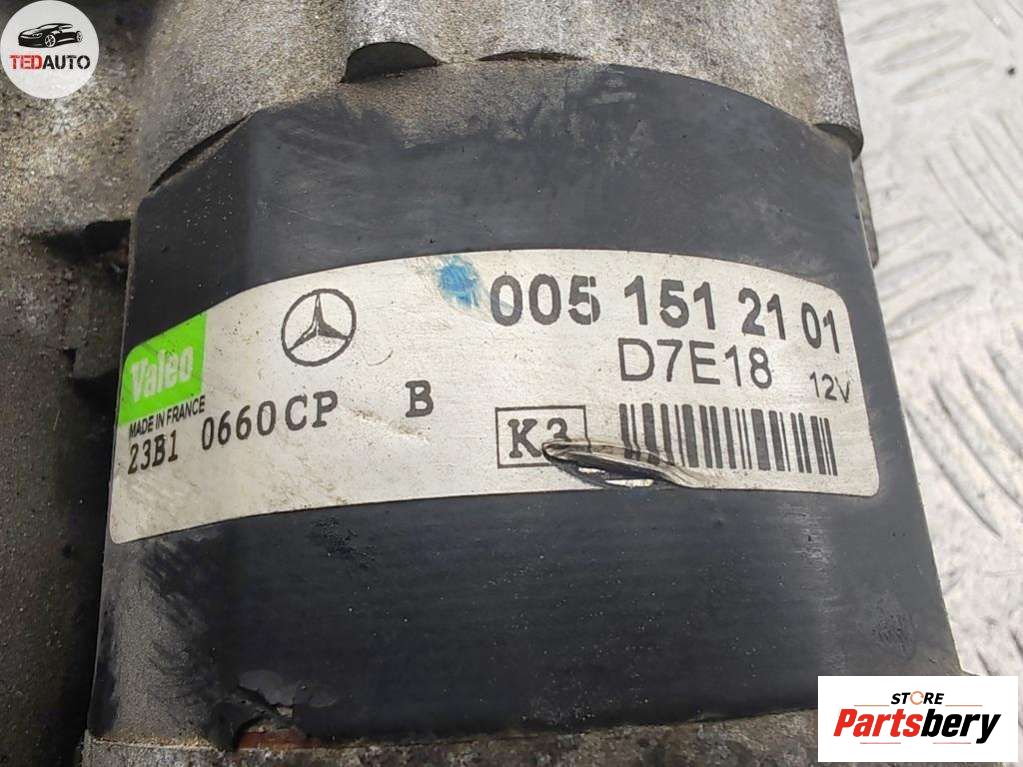 TEDAUTO
005 151 21 01
Valeo
D7E18
12V
MADE IN FRANCE
23B1 0660CP B
K3
STORE
Partsbery